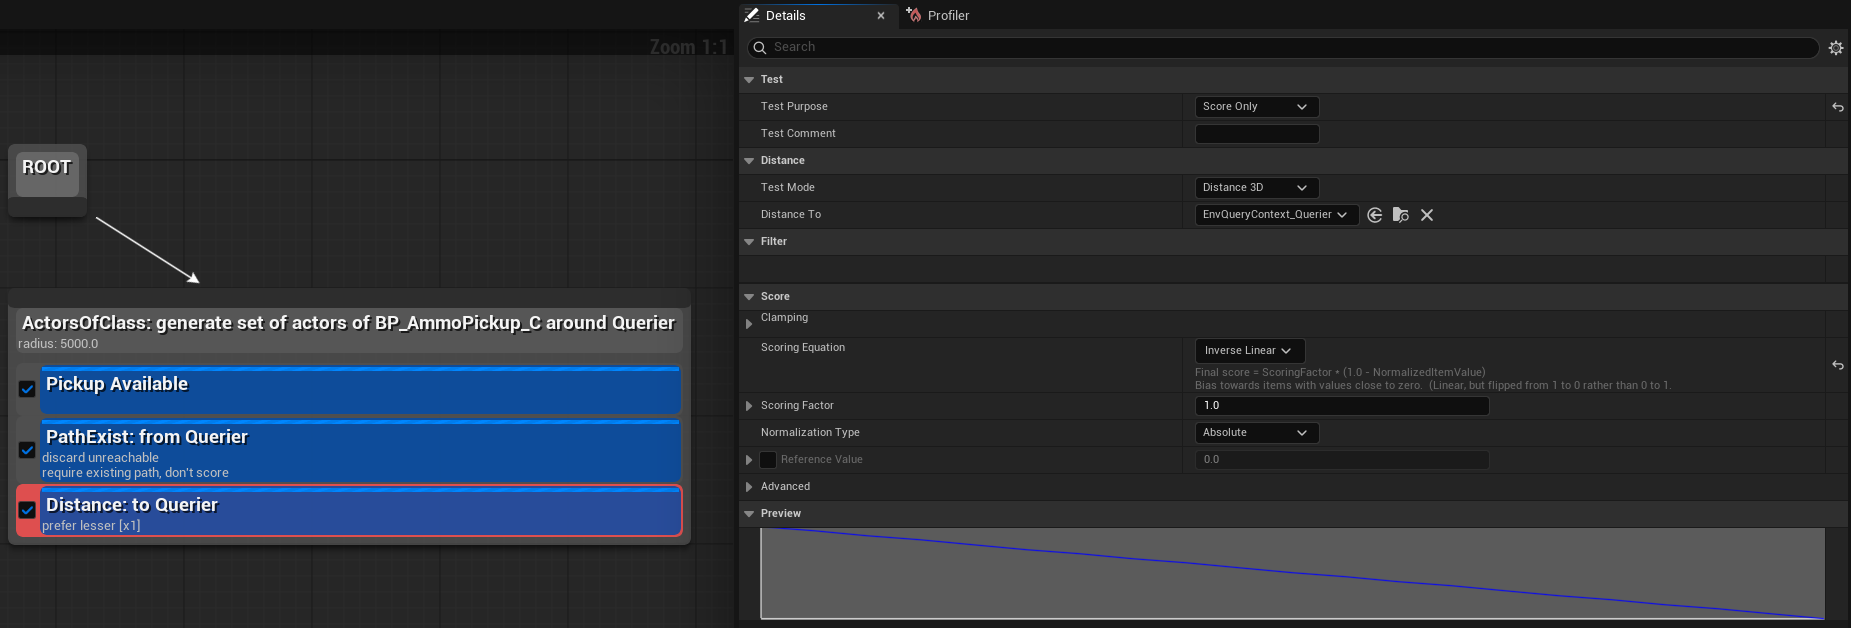 Zoom 1:1
ROOT
ActorsOfClass: generate set of actors of BP_AmmoPickup_C around Querier
radius: 5000.0
Pickup Available
PathExist: from Querier
discard unreachable
require existing path, don't score
Distance: to Querier
prefer lesser [x1]
Details
Profiler
Search
Test
Test Purpose
Score Only
Test Comment
Distance
Test Mode
Distance 3D
Distance To
EnvQueryContext_Querier
Filter
Score
Clamping
Scoring Equation
Inverse Linear
Final score = ScoringFactor * (1.0 - NormalizedItemValue)
Bias towards items with values close to zero.  (Linear, but flipped from 1 to 0 rather than 0 to 1.
Scoring Factor
1.0
Normalization Type
Absolute
Reference Value
0.0
Advanced
Preview